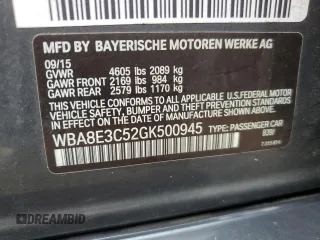 MFD BY BAYERISCHE MOTOREN WERKE AG
09/15
GVWR 4605 lbs 2089 kg
GAWR FRONT 2169 lbs 984 kg
GAWR REAR 2579 lbs 1170 kg
THIS VEHICLE CONFORMS TO ALL APPLICABLE U.S. FEDERAL MOTOR
VEHICLE SAFETY, BUMPER AND THEFT PREVENTION STANDARDS
IN EFFECT ON THE DATE OF MANUFACTURE SHOWN ABOVE.
WBA8E3C52GK500945 TYPE: PASSENGER CAR
DREAMBID